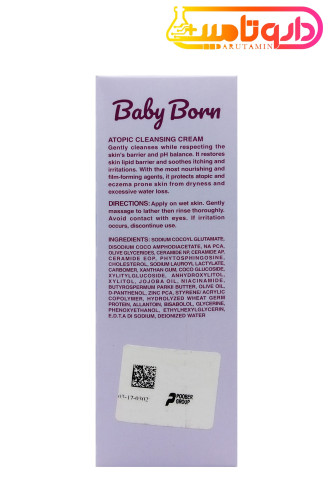 داروتامین
DARUTAMIN
Baby Born
ATOPIC CLEANSING CREAM
Gently cleanses while respecting the
skin's barrier and pH balance. It restores
skin lipid barrier and soothes itching and
irritations. With the most nourishing and
film-forming agents, it protects atopic and
eczema prone skin from dryness and
excessive water loss.
DIRECTIONS: Apply on wet skin. Gently
massage to lather then rinse thoroughly.
Avoid contact with eyes. If irritation
occurs, discontinue use.
INGREDIENTS: SODIUM COCOYL GLUTAMATE,
DISODIUM COCO AMPHODIACETATE, NA PCA,
OLIVE GLYCERIDES, CERAMIDE NP, CERAMIDE AP,
CERAMIDE EOP, PHYTOSPHINGOSINE,
CHOLESTEROL, SODIUM LAUROYL LACTYLATE,
CARBOMER, XANTHAN GUM, COCO GLUCOSIDE,
XYLITYLGLUCOSIDE, ANHYDROXYLITOL,
XYLITOL, JOJOBA OIL, NIACINAMIDE,
BUTYROSPERMUM PARKII BUTTER, OLIVE OIL,
D-PANTHENOL, ZINC PCA, STYRENE/ ACRYLIC
COPOLYMER, HYDROLYZED WHEAT GERM
PROTEIN, ALLANTOIN, BISABOLOL, GLYCERINE,
PHENOXYETHANOL, ETHYLHEXYLGLYCERIN,
E.D.T.A DI SODIUM, DEIONIZED WATER
POOBER
GROUP